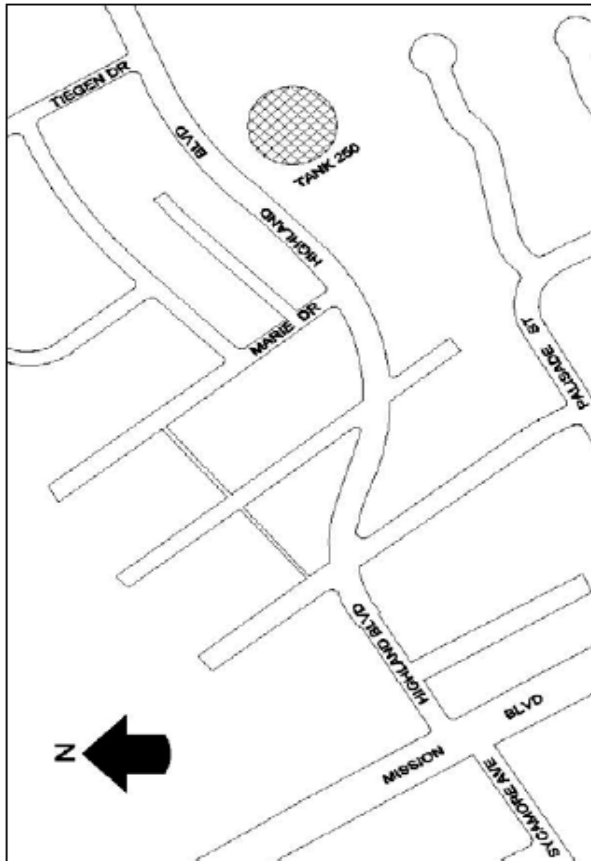 TIEGEN DR
BLVD
TANK 250
HIGHLAND
MARIE DR
PALISADE ST
HIGHLAND BLVD
BLVD
MISSION
SYCAMORE AVE
N